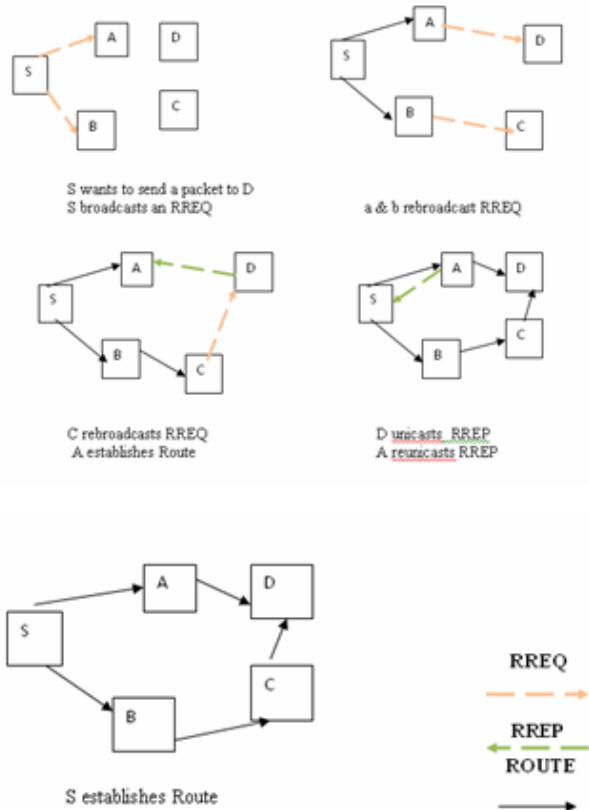 A
D
S
B
C
S wants to send a packet to D
S broadcasts an RREQ
A
D
S
B
C
a & b rebroadcast RREQ
A
D
S
B
C
C rebroadcasts RREQ
A establishes Route
A
D
S
B
C
D unicasts RREP
A reunicasts RREP
A
D
S
C
B
S establishes Route
RREQ
RREP
ROUTE